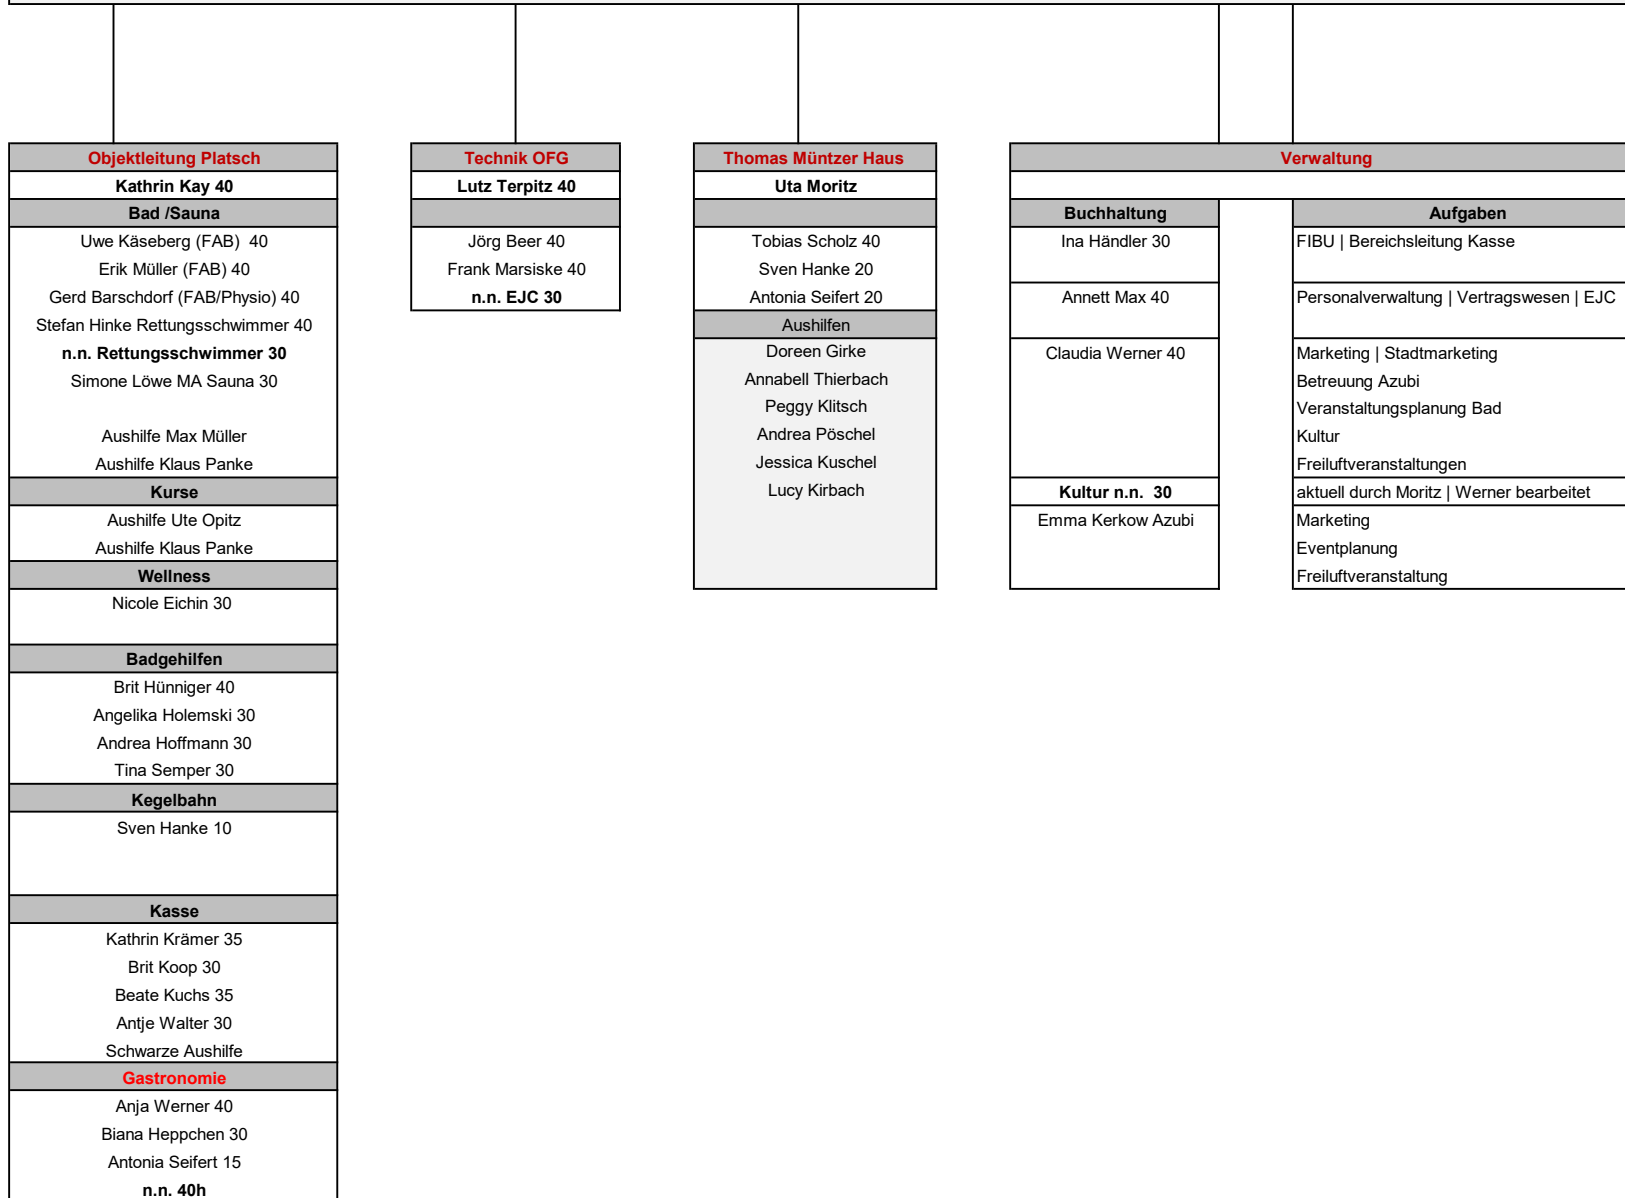 Objektleitung Platsch
Kathrin Kay 40
Bad /Sauna
Uwe Käseberg (FAB)  40
Erik Müller (FAB) 40
Gerd Barschdorf (FAB/Physio) 40
Stefan Hinke Rettungsschwimmer 40
n.n. Rettungsschwimmer 30
Simone Löwe MA Sauna 30
Aushilfe Max Müller
Aushilfe Klaus Panke
Kurse
Aushilfe Ute Opitz
Aushilfe Klaus Panke
Wellness
Nicole Eichin 30
Badgehilfen
Brit Hünniger 40
Angelika Holemski 30
Andrea Hoffmann 30
Tina Semper 30
Kegelbahn
Sven Hanke 10
Kasse
Kathrin Krämer 35
Brit Koop 30
Beate Kuchs 35
Antje Walter 30
Schwarze Aushilfe
Gastronomie
Anja Werner 40
Biana Heppchen 30
Antonia Seifert 15
n.n. 40h
Technik OFG
Lutz Terpitz 40
Jörg Beer 40
Frank Marsiske 40
n.n. EJC 30
Thomas Müntzer Haus
Uta Moritz
Tobias Scholz 40
Sven Hanke 20
Antonia Seifert 20
Aushilfen
Doreen Girke
Annabell Thierbach
Peggy Klitsch
Andrea Pöschel
Jessica Kuschel
Lucy Kirbach
Verwaltung
Buchhaltung
Ina Händler 30
Annett Max 40
Claudia Werner 40
Kultur n.n.  30
Emma Kerkow Azubi
Aufgaben
FIBU | Bereichsleitung Kasse
Personalverwaltung | Vertragswesen | EJC
Marketing | Stadtmarketing
Betreuung Azubi
Veranstaltungsplanung Bad
Kultur
Freiluftveranstaltungen
aktuell durch Moritz | Werner bearbeitet
Marketing
Eventplanung
Freiluftveranstaltung